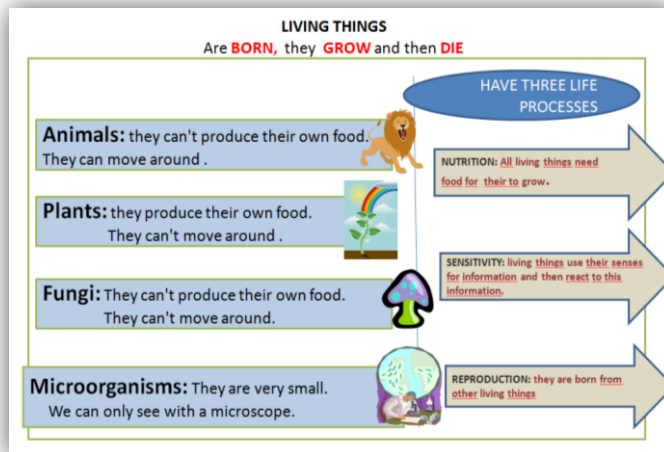 LIVING THINGS
Are BORN, they GROW and then DIE
HAVE THREE LIFE
PROCESSES
Animals: they can't produce their own food.
They can move around .
Plants: they produce their own food.
They can't move around .
Fungi: They can't produce their own food.
They can't move around.
Microorganisms: They are very small.
We can only see with a microscope.
NUTRITION: All living things need
food for their to grow.
SENSITIVITY: living things use their senses
for information and then react to this
information.
REPRODUCTION: they are born from
other living things